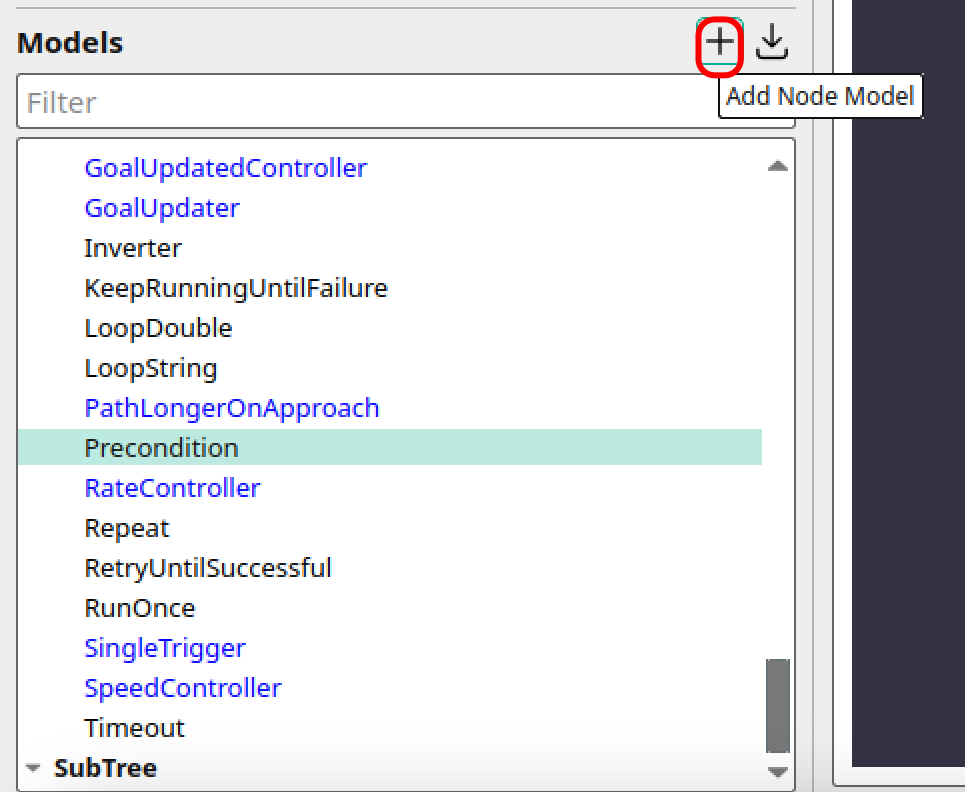 Models
Filter
Add Node Model
GoalUpdatedController
GoalUpdater
Inverter
KeepRunningUntilFailure
LoopDouble
LoopString
PathLongerOnApproach
Precondition
RateController
Repeat
RetryUntilSuccessful
RunOnce
SingleTrigger
SpeedController
Timeout
SubTree